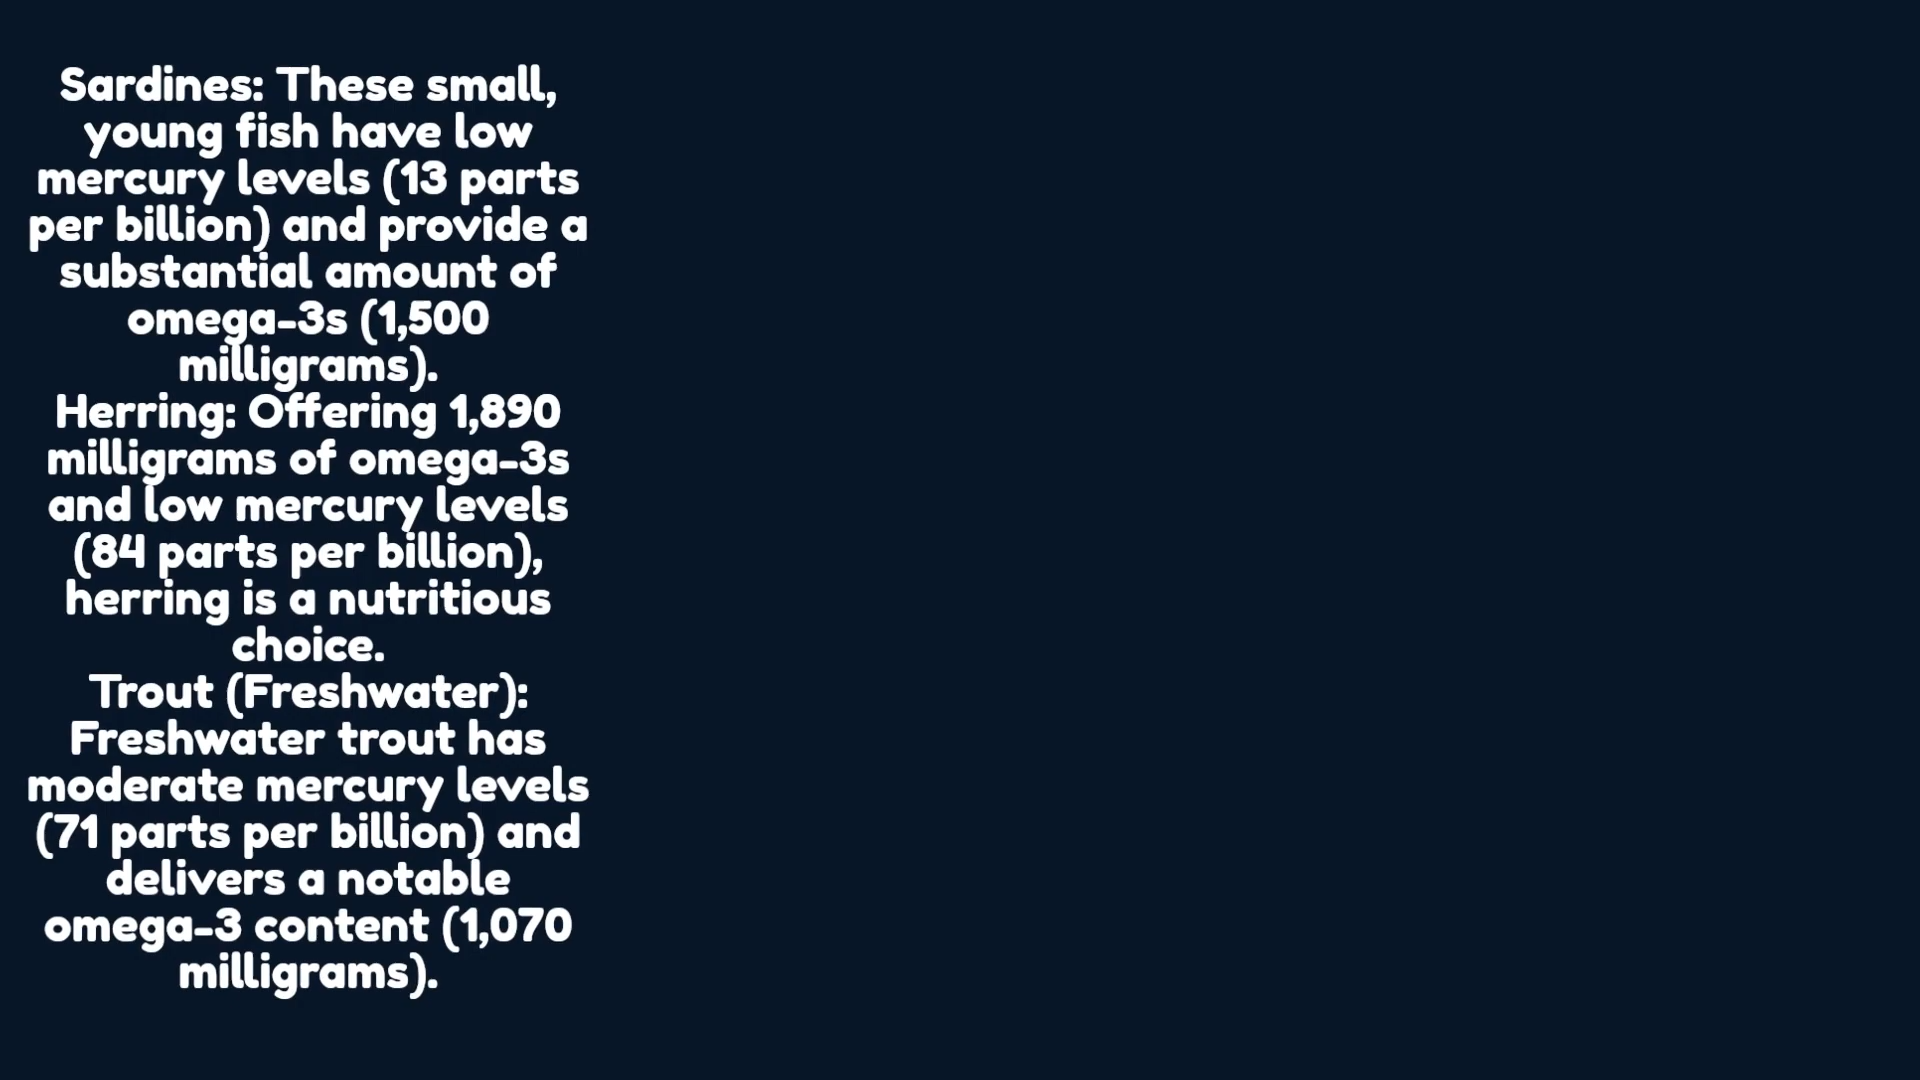 Sardines: These small,
young fish have low
mercury levels (13 parts
per billion) and provide a
substantial amount of
omega-3s (1,500
milligrams).
Herring: Offering 1,890
milligrams of omega-3s
and low mercury levels
(84 parts per billion),
herring is a nutritious
choice.
Trout (Freshwater):
Freshwater trout has
moderate mercury levels
(71 parts per billion) and
delivers a notable
omega-3 content (1,070
milligrams).